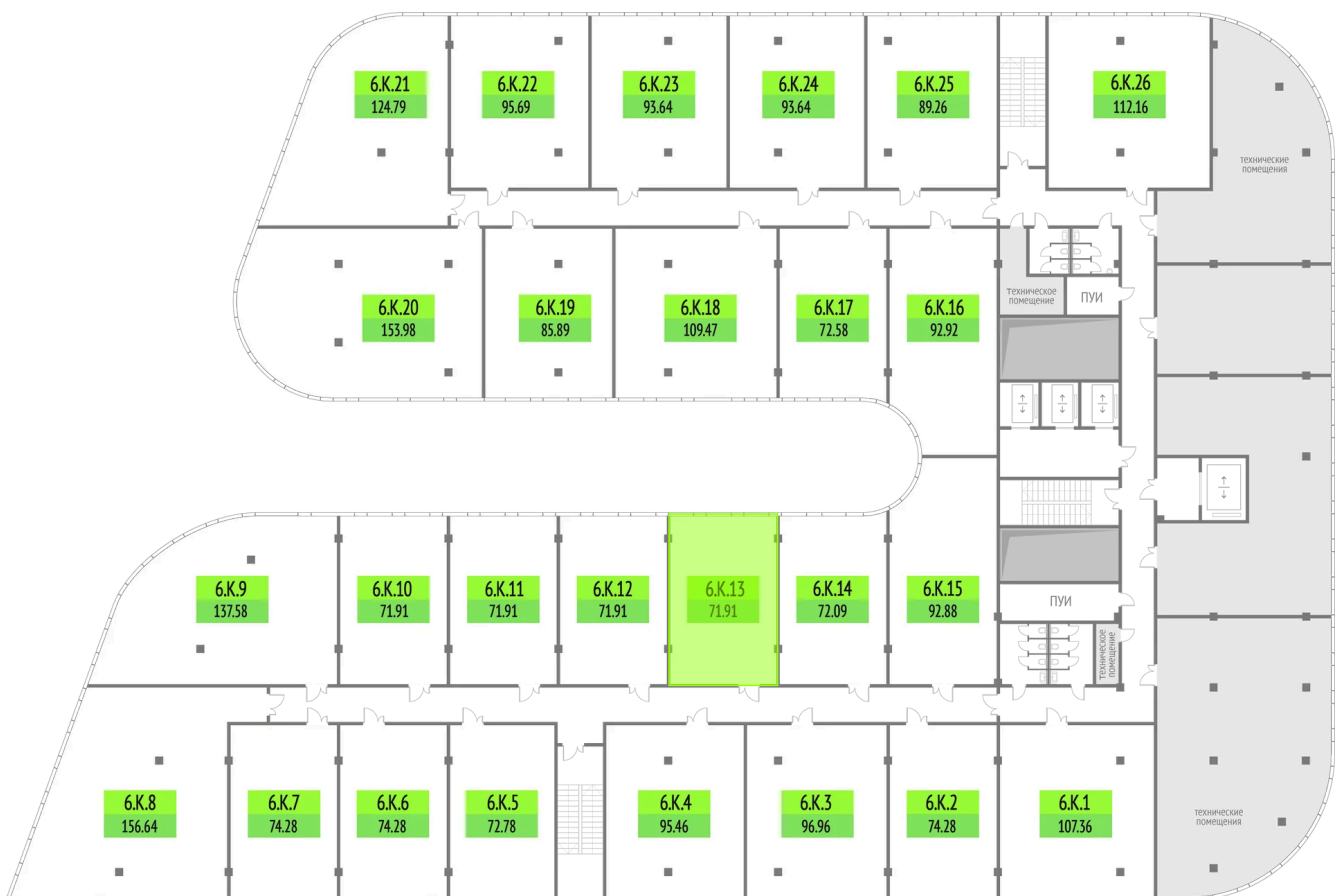 6.К.21
124.79
6.К.22
95.69
6.К.23
93.64
6.К.24
93.64
6.К.25
89.26
6.К.26
112.16
технические
помещения
6.К.20
153.98
6.К.19
85.89
6.К.18
109.47
6.К.17
72.58
6.К.16
92.92
техническое
помещение
ПУИ
6.К.9
137.58
6.К.10
71.91
6.К.11
71.91
6.К.12
71.91
6.К.13
71.91
6.К.14
72.09
6.К.15
92.88
ПУИ
техническое
помещение
6.К.8
156.64
6.К.7
74.28
6.К.6
74.28
6.К.5
72.78
6.К.4
95.46
6.К.3
96.96
6.К.2
74.28
6.К.1
107.36
технические
помещения